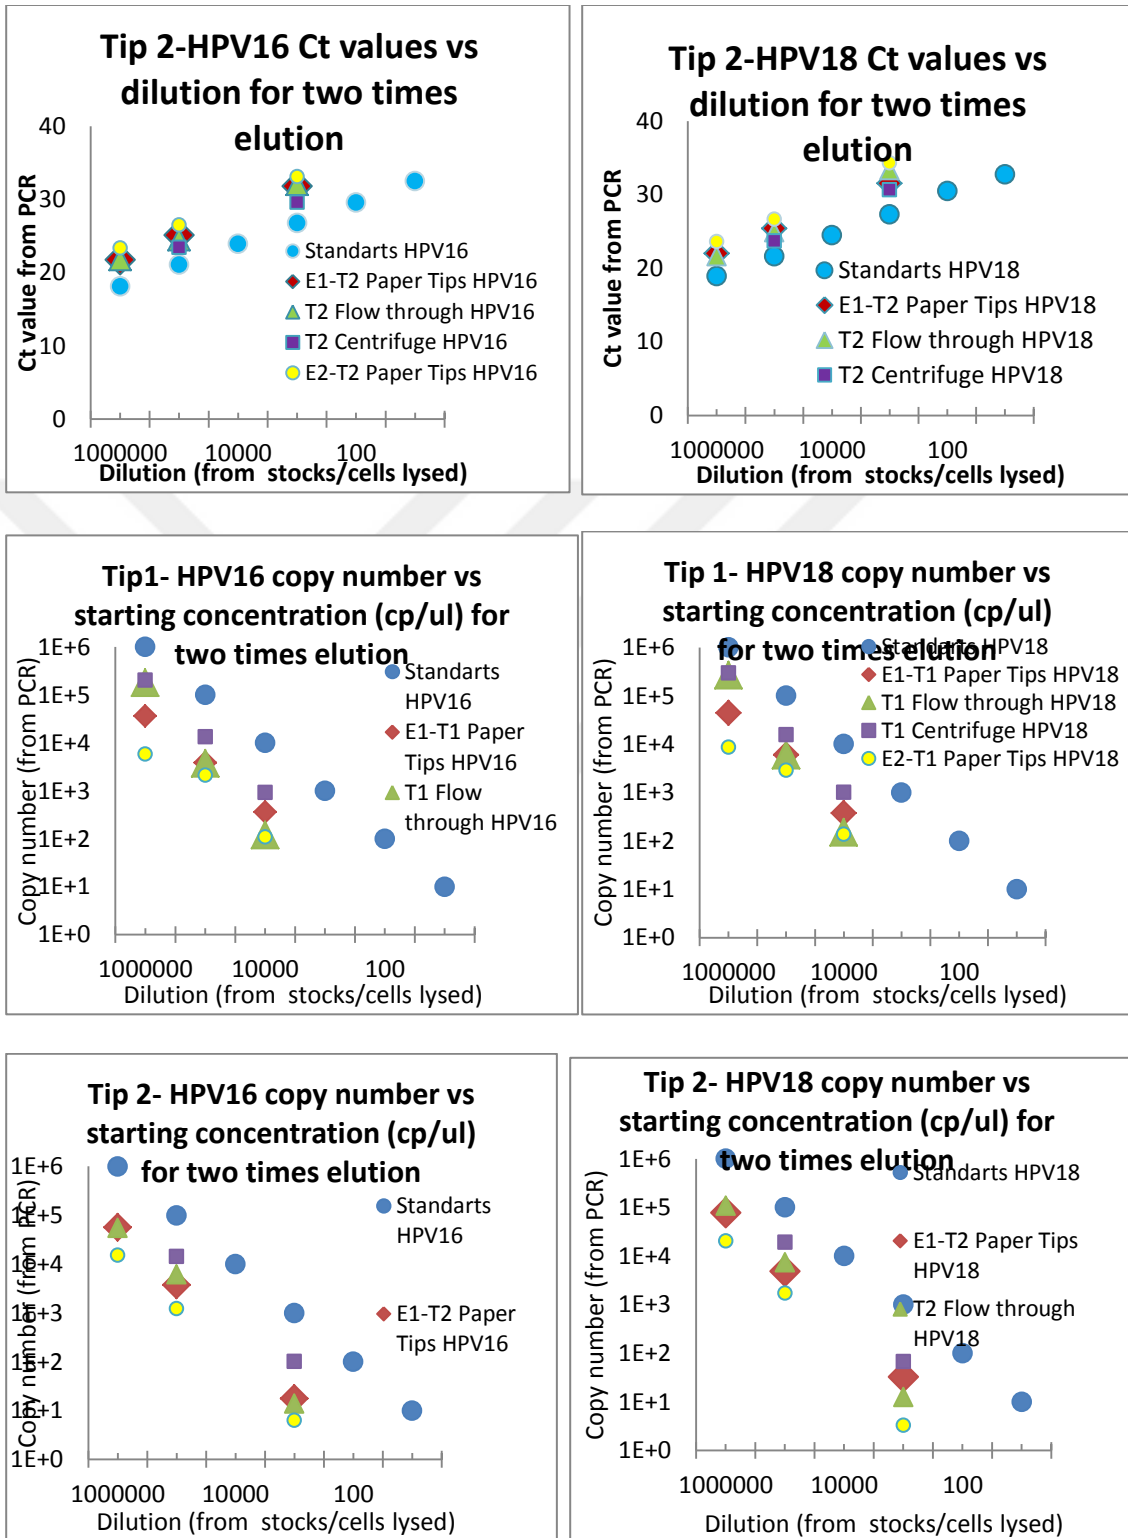 Tip 2-HPV16 Ct values vs
dilution for two times
elution
Ct value from PCR
40
30
20
10
0
Standarts HPV16
E1-T2 Paper Tips HPV16
T2 Flow through HPV16
T2 Centrifuge HPV16
E2-T2 Paper Tips HPV16
1000000 10000 100
Dilution (from stocks/cells lysed)
Tip 2-HPV18 Ct values vs
dilution for two times
elution
Ct value from PCR
40
30
20
10
0
Standarts HPV18
E1-T2 Paper Tips HPV18
T2 Flow through HPV18
T2 Centrifuge HPV18
1000000 10000 100
Dilution (from stocks/cells lysed)
Tip1- HPV16 copy number vs
starting concentration (cp/ul) for
two times elution
Copy number (from PCR)
1E+6
1E+5
1E+4
1E+3
1E+2
1E+1
1E+0
Standarts
HPV16
E1-T1 Paper
Tips HPV16
T1 Flow
through HPV16
1000000 10000 100
Dilution (from stocks/cells lysed)
Tip 1- HPV18 copy number vs
starting concentration (cp/ul)
for two times elution
Copy number (from PCR)
1E+6
1E+5
1E+4
1E+3
1E+2
1E+1
1E+0
Standarts HPV18
E1-T1 Paper Tips HPV18
T1 Flow through HPV18
T1 Centrifuge HPV18
E2-T1 Paper Tips HPV18
1000000 10000 100
Dilution (from stocks/cells lysed)
Tip 2- HPV16 copy number vs
starting concentration (cp/ul)
for two times elution
Copy number (from PCR)
1E+6
1E+5
1E+4
1E+3
1E+2
1E+1
1E+0
Standarts
HPV16
E1-T2 Paper
Tips HPV16
1000000 10000 100
Dilution (from stocks/cells lysed)
Tip 2- HPV18 copy number vs
starting concentration (cp/ul) for
two times elution
Copy number (from PCR)
1E+6
1E+5
1E+4
1E+3
1E+2
1E+1
1E+0
Standarts HPV18
E1-T2 Paper Tips
HPV18
T2 Flow through
HPV18
1000000 10000 100
Dilution (from stocks/cells lysed)